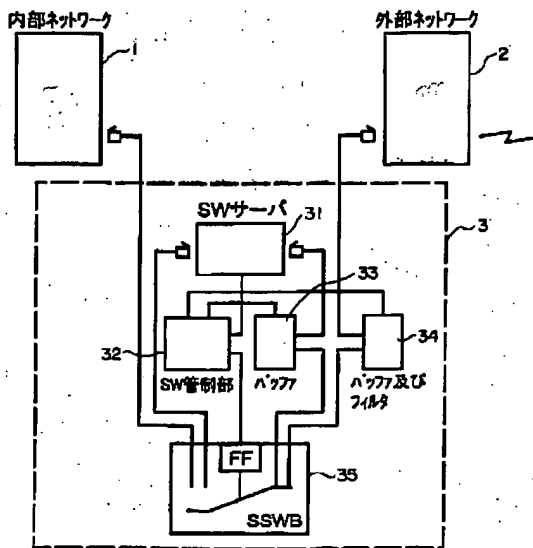 内部ネットワーク
外部ネットワーク
1
2
3
SWサーバ
31
33
32
SW管制部
バッファ
34
バッファ及び
フィルタ
FF
35
SSWB